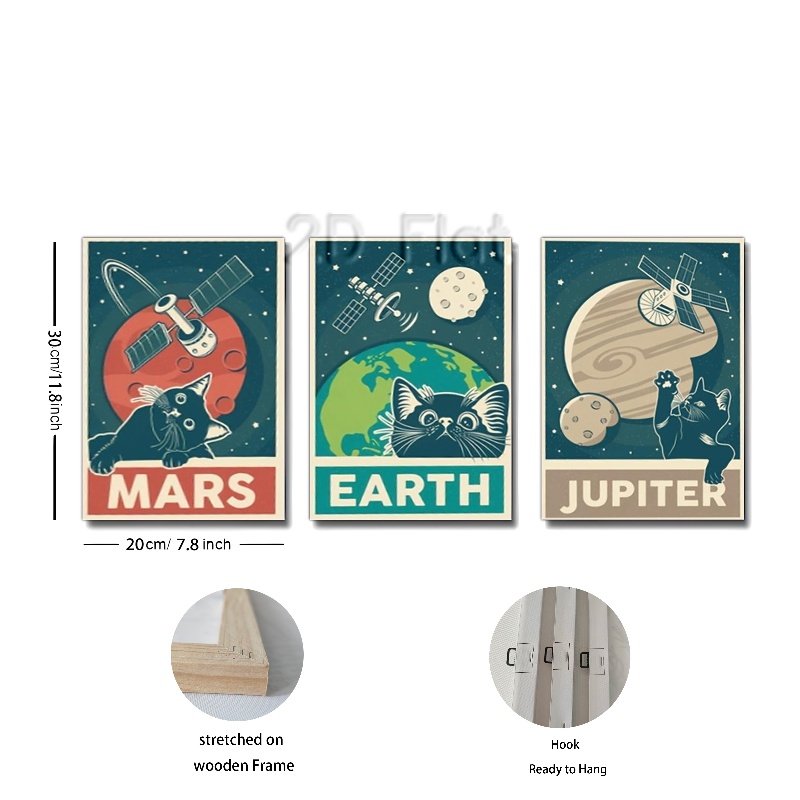 2D Flat
30cm/11.8inch
MARS
EARTH
JUPITER
20cm/ 7.8 inch
stretched on
wooden Frame
Hook
Ready to Hang